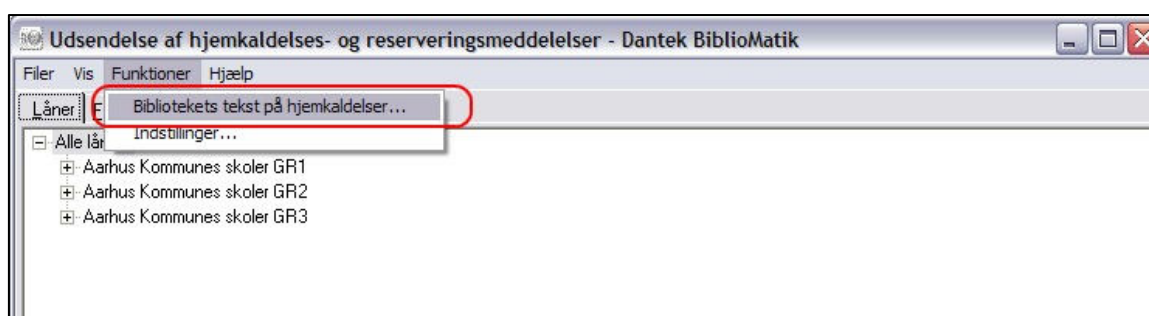 Udsendelse af hjemkaldelses- og reserveringsmeddelelser - Dantek BiblioMatik
Filer Vis Funktioner Hjælp
Låner
Bibliotekets tekst på hjemkaldelser...
Indstillinger...
Alle
Aarhus Kommunes skoler GR1
Aarhus Kommunes skoler GR2
Aarhus Kommunes skoler GR3